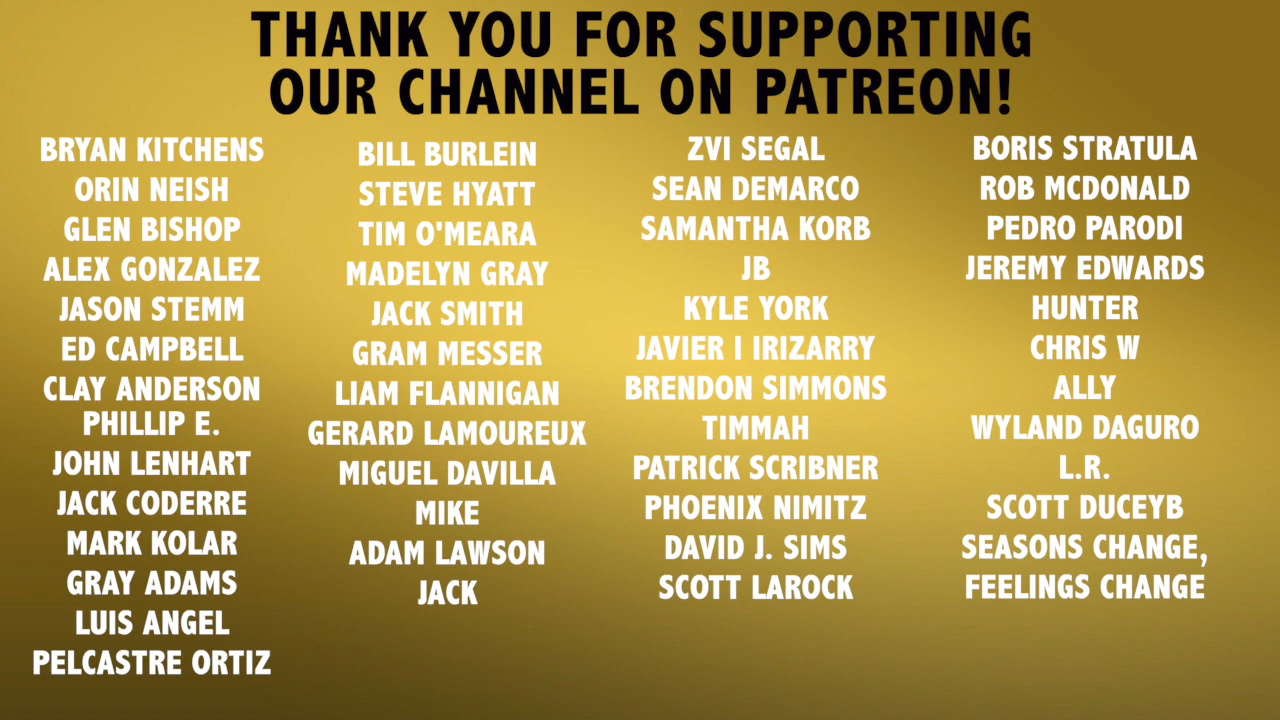 THANK YOU FOR SUPPORTING
OUR CHANNEL ON PATREON!
BRYAN KITCHENS
ORIN NEISH
GLEN BISHOP
ALEX GONZALEZ
JASON STEMM
ED CAMPBELL
CLAY ANDERSON
PHILLIP E.
JOHN LENHART
JACK CODERRE
MARK KOLAR
GRAY ADAMS
LUIS ANGEL
PELCASTRE ORTIZ
BILL BURLEIN
STEVE HYATT
TIM O'MEARA
MADELYN GRAY
JACK SMITH
GRAM MESSER
LIAM FLANNIGAN
GERARD LAMOUREUX
MIGUEL DAVILLA
MIKE
ADAM LAWSON
JACK
ZVI SEGAL
SEAN DEMARCO
SAMANTHA KORB
JB
KYLE YORK
JAVIER I IRIZARRY
BRENDON SIMMONS
TIMMAH
PATRICK SCRIBNER
PHOENIX NIMITZ
DAVID J. SIMS
SCOTT LAROCK
BORIS STRATULA
ROB MCDONALD
PEDRO PARODI
JEREMY EDWARDS
HUNTER
CHRIS W
ALLY
WYLAND DAGURO
L.R.
SCOTT DUCEYB
SEASONS CHANGE,
FEELINGS CHANGE